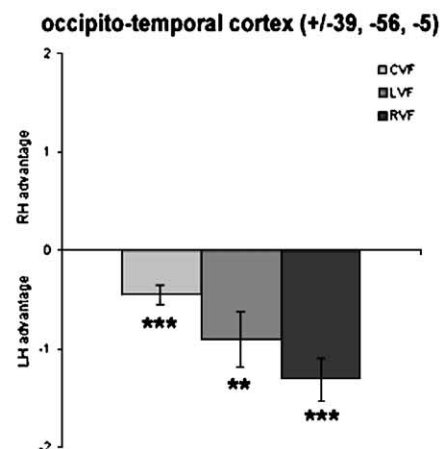 occipito-temporal cortex (+/-39, -56, -5)
2
CVF
LVF
RVF
1
RH advantage
0
LH advantage
***
-1
**
***
-2